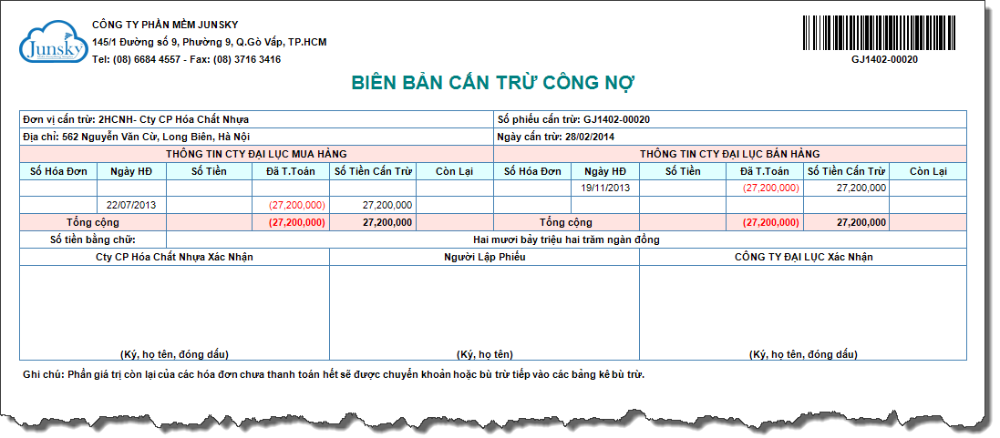 CÔNG TY PHẦN MỀM JUNSKY
Junsky
145/1 Đường số 9, Phường 9, Q.Gò Vấp, TP.HCM
Tel: (08) 6684 4557 - Fax: (08) 3716 3416
GJ1402-00020
BIÊN BẢN CẤN TRỪ CÔNG NỢ
Đơn vị cấn trừ: 2HCNH- Cty CP Hóa Chất Nhựa Số phiếu cấn trừ: GJ1402-00020
Địa chỉ: 562 Nguyễn Văn Cừ, Long Biên, Hà Nội Ngày cấn trừ: 28/02/2014
THÔNG TIN CTY ĐẠI LỤC MUA HÀNG THÔNG TIN CTY ĐẠI LỤC BÁN HÀNG
Số Hóa Đơn Ngày HĐ Số Tiền Đã T.Toán Số Tiền Cấn Trừ Còn Lại Số Hóa Đơn Ngày HĐ Số Tiền Đã T.Toán Số Tiền Cấn Trừ Còn Lại
19/11/2013 (27,200,000) 27,200,000
22/07/2013 (27,200,000) 27,200,000
Tổng cộng (27,200,000) 27,200,000 Tổng cộng (27,200,000) 27,200,000
Số tiền bằng chữ: Hai mươi bảy triệu hai trăm ngàn đồng
Cty CP Hóa Chất Nhựa Xác Nhận Người Lập Phiếu CÔNG TY ĐẠI LỤC Xác Nhận
(Ký, họ tên, đóng dấu) (Ký, họ tên) (Ký, họ tên, đóng dấu)
Ghi chú: Phần giá trị còn lại của các hóa đơn chưa thanh toán hết sẽ được chuyển khoản hoặc bù trừ tiếp vào các bảng kê bù trừ.